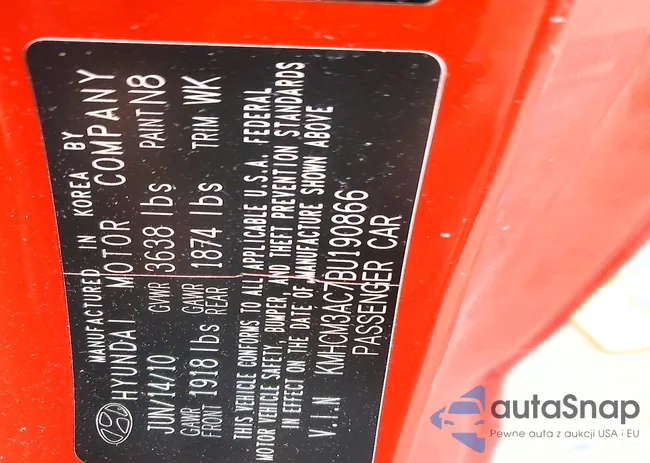 MANUFACTURED IN KOREA BY
HYUNDAI MOTOR COMPANY
JUN/14/10 GVWR 3638 lbs PAINT N8
GAWR FRONT 1918 lbs GAWR REAR 1874 lbs TRIM WK
THIS VEHICLE CONFORMS TO ALL APPLICABLE U.S.A. FEDERAL
MOTOR VEHICLE SAFETY, BUMPER, AND THEFT PREVENTION STANDARDS
IN EFFECT ON THE DATE OF MANUFACTURE SHOWN ABOVE
V.I.N KMHCM3AC7BU190866
PASSENGER CAR
autaSnap
Pewne auta z aukcji USA i EU